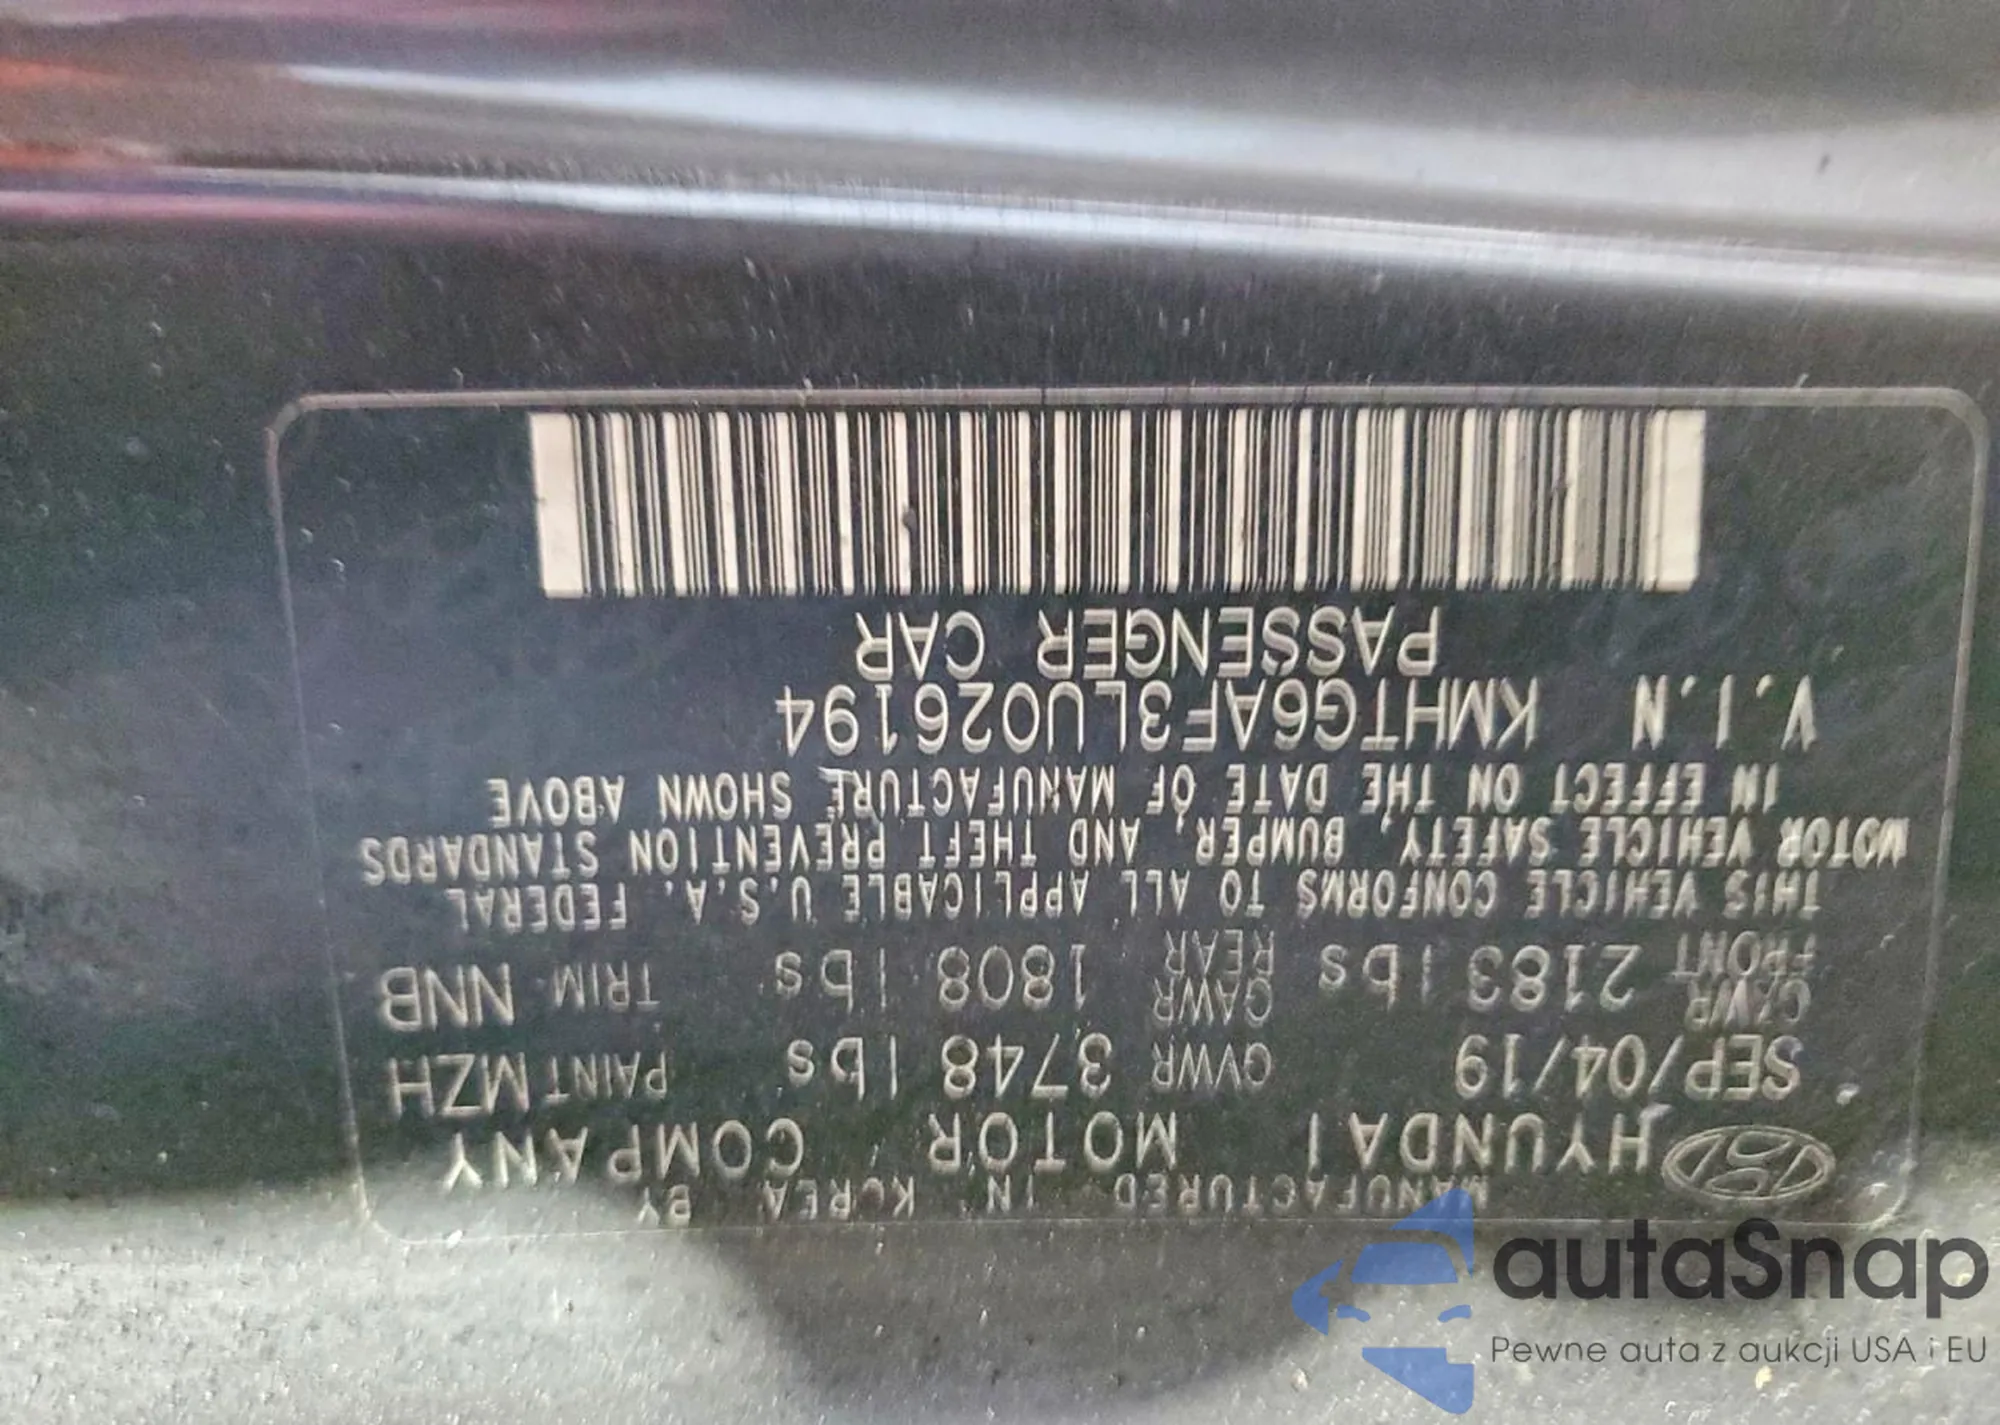 MANUFACTURED IN KOREA BY
HYUNDAI MOTOR COMPANY
SEP/04/19 GVWR 3748 lbs PAINT MZH
GAWR FRONT 2183 lbs GAWR REAR 1808 lbs TRIM NNB
THIS VEHICLE CONFORMS TO ALL APPLICABLE U.S.A. FEDERAL
MOTOR VEHICLE SAFETY, BUMPER, AND THEFT PREVENTION STANDARDS
IN EFFECT ON THE DATE OF MANUFACTURE SHOWN ABOVE
V.I.N KMHTG6AF3LU026194
PASSENGER CAR
autaSnap
Pewne auta z aukcji USA i EU